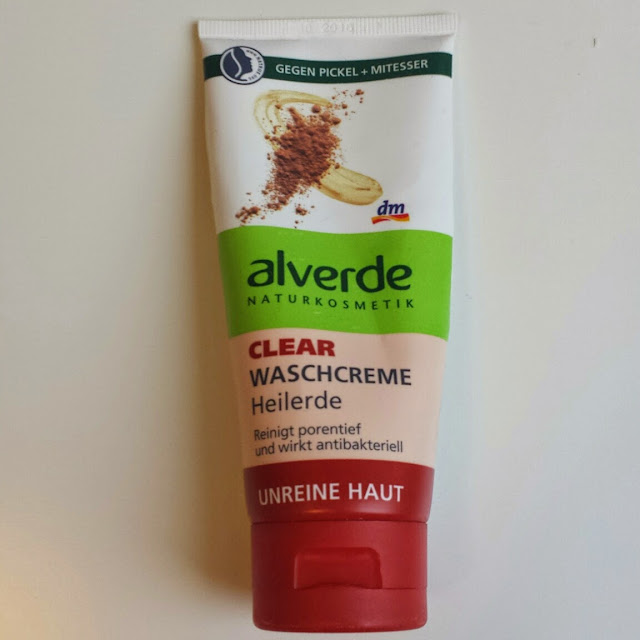 GEGEN PICKEL + MITESSER
dm
alverde
NATURKOSMETIK
CLEAR
WASCHCREME
Heilerde
Reinigt porentief
und wirkt antibakteriell
UNREINE HAUT